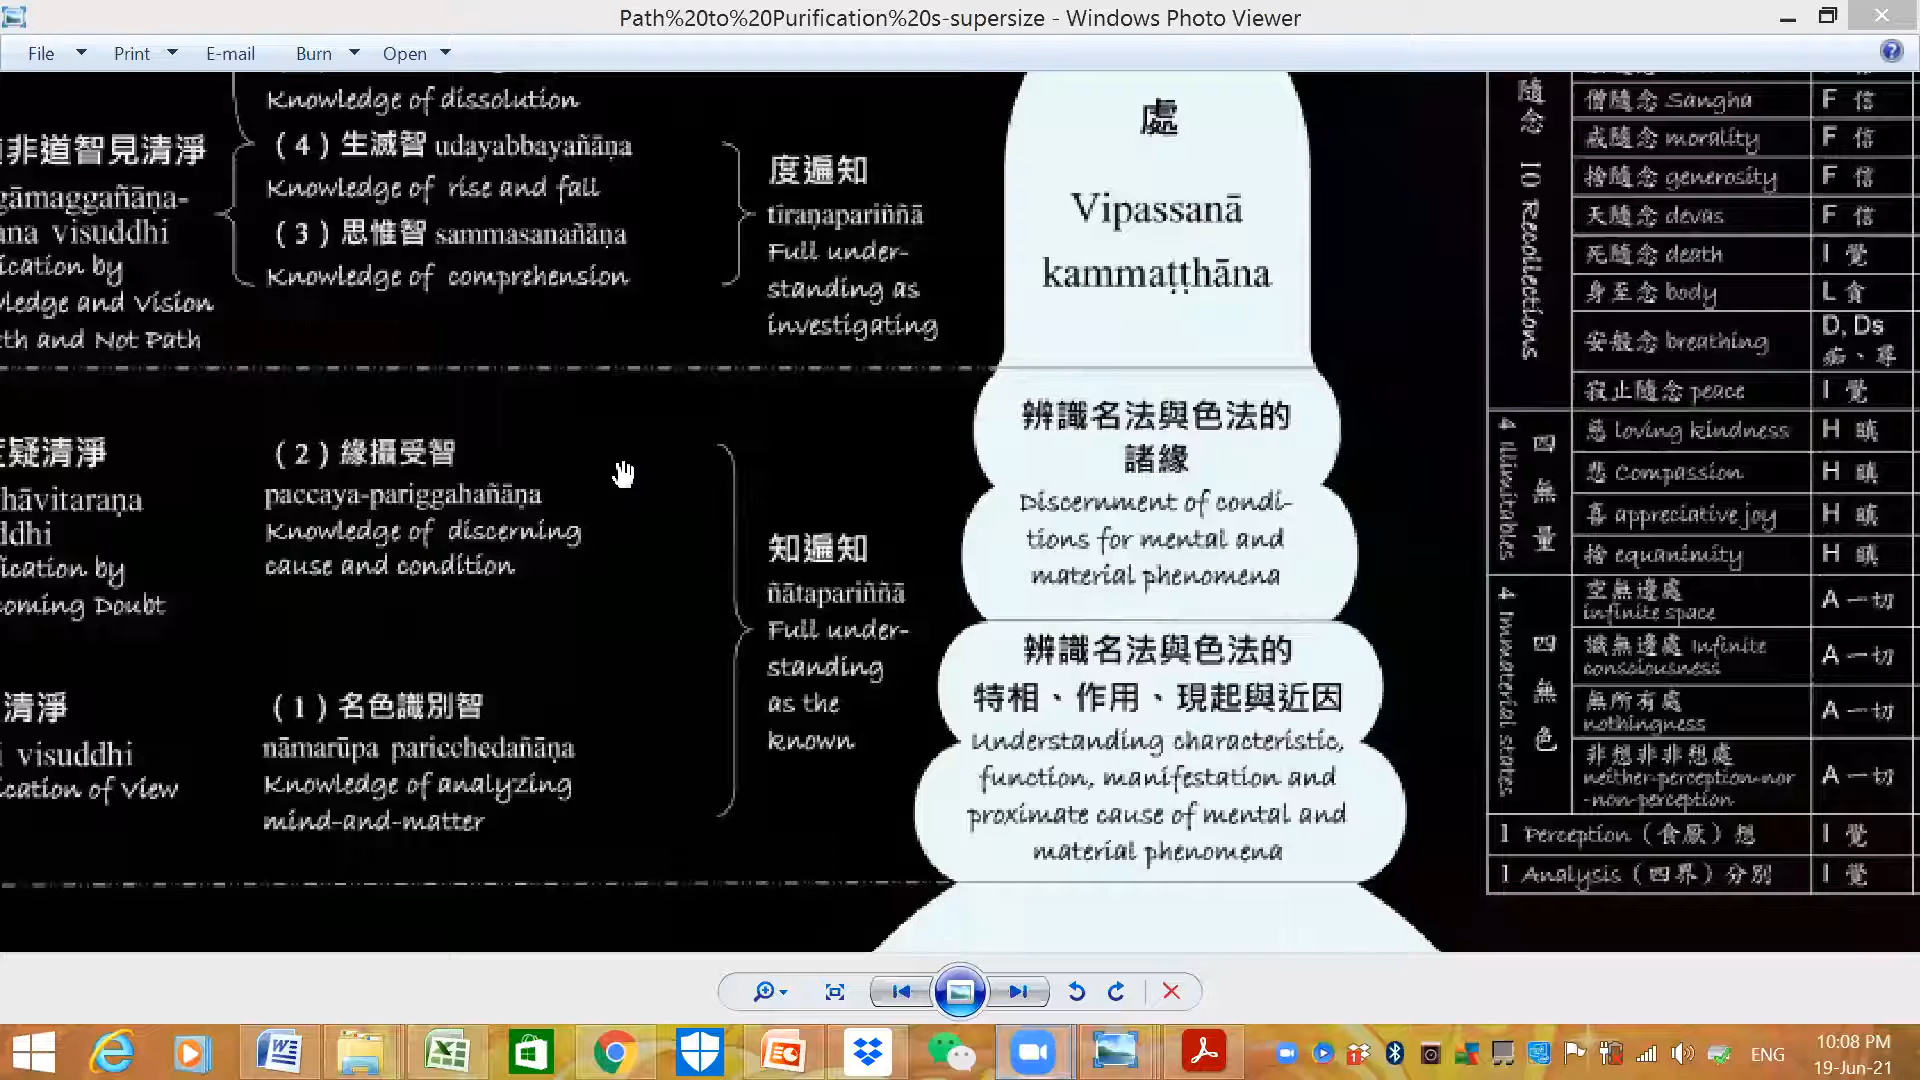 Path%20to%20Purification%20s-supersize - Windows Photo Viewer
File
Print
E-mail
Burn
Open
Knowledge of dissolution
非道智見清淨
gāmaggañāṇa-
ana visuddhi
ication by
ledge and Vision
th and Not Path
(4) 生滅智 udayabbayañāṇa
Knowledge of rise and fall
(3) 思惟智 sammasanañāṇa
Knowledge of comprehension
度遍知
tīraṇapariññā
Full under-
standing as
investigating
疑清淨
hāvitaraṇa
ddhi
ication by
coming Doubt
(2) 緣攝受智
paccaya-pariggahañāṇa
Knowledge of discerning
cause and condition
清淨
i visuddhi
ication of View
(1) 名色識別智
nāmarūpa paricchedañāṇa
Knowledge of analyzing
mind-and-matter
知遍知
ñātapariññā
Full under-
standing
as the
known
處
Vipassanā
kammaṭṭhāna
辨識名法與色法的
諸緣
Discernment of condi-
tions for mental and
material phenomena
辨識名法與色法的
特相、作用、現起與近因
Understanding characteristic,
function, manifestation and
proximate cause of mental and
material phenomena
隨念 10 Recollections
僧隨念 Sangha F 信
戒隨念 morality F 信
捨隨念 generosity F 信
天隨念 devas F 信
死隨念 death I 覺
身至念 body L 貪
安般念 breathing D, Ds
痴、尋
寂止隨念 peace I 覺
四無量
4 Illimitables
慈 loving kindness H 瞋
悲 Compassion H 瞋
喜 appreciative joy H 瞋
捨 equanimity H 瞋
四無色
4 Immaterial states
空無邊處
infinite space A 一切
識無邊處 Infinite
consciousness A 一切
無所有處
nothingness A 一切
非想非非想處
neither-perception-nor
-non-perception A 一切
1 Perception (食厭) 想 I 覺
1 Analysis (四界) 分別 I 覺
ENG
10:08 PM
19-Jun-21